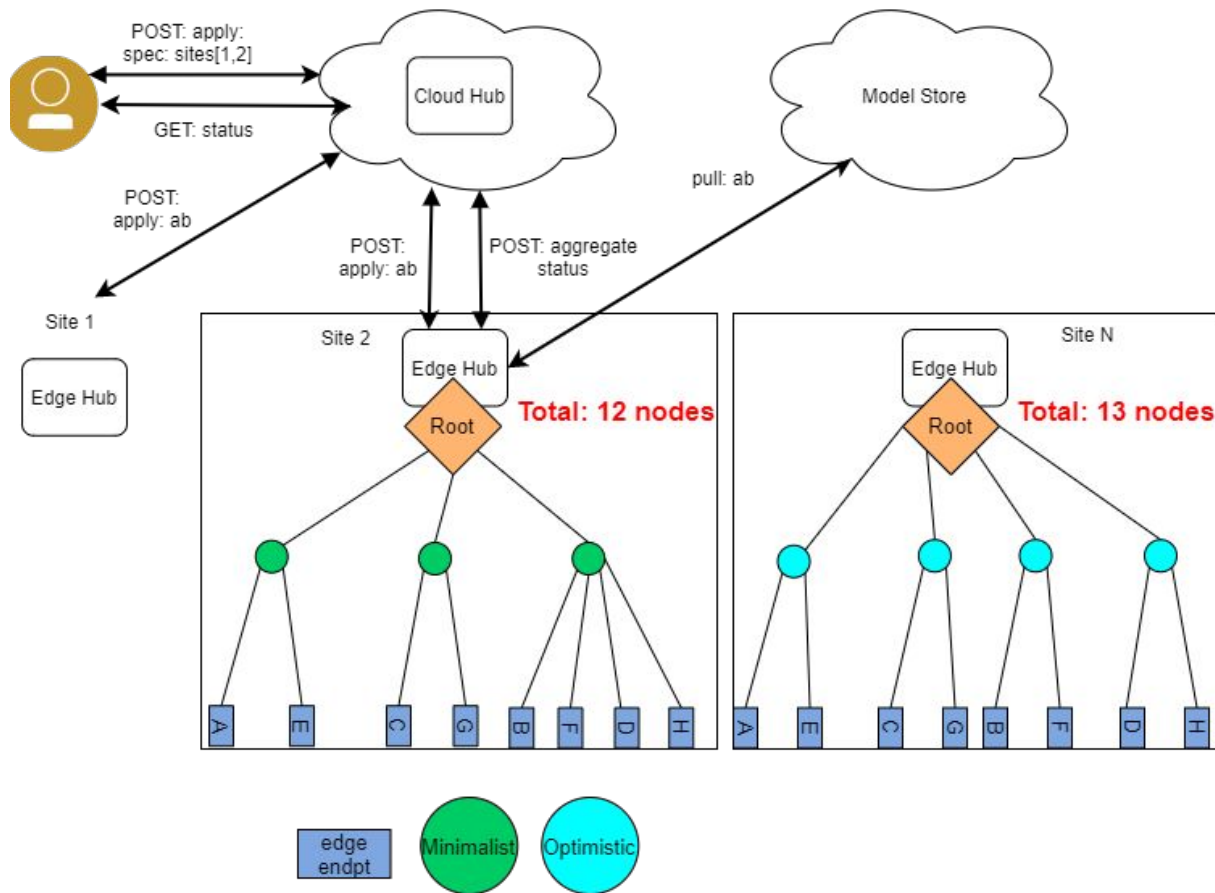 POST: apply:
spec: sites[1,2]
Cloud Hub
Model Store
GET: status
POST:
apply: ab
pull: ab
POST:
apply: ab
POST: aggregate
status
Site 1
Edge Hub
Site 2
Edge Hub
Root
Total: 12 nodes
A
E
C
G
B
F
D
H
Site N
Edge Hub
Root
Total: 13 nodes
A
E
C
G
B
F
D
H
edge
endpt
Minimalist
Optimistic